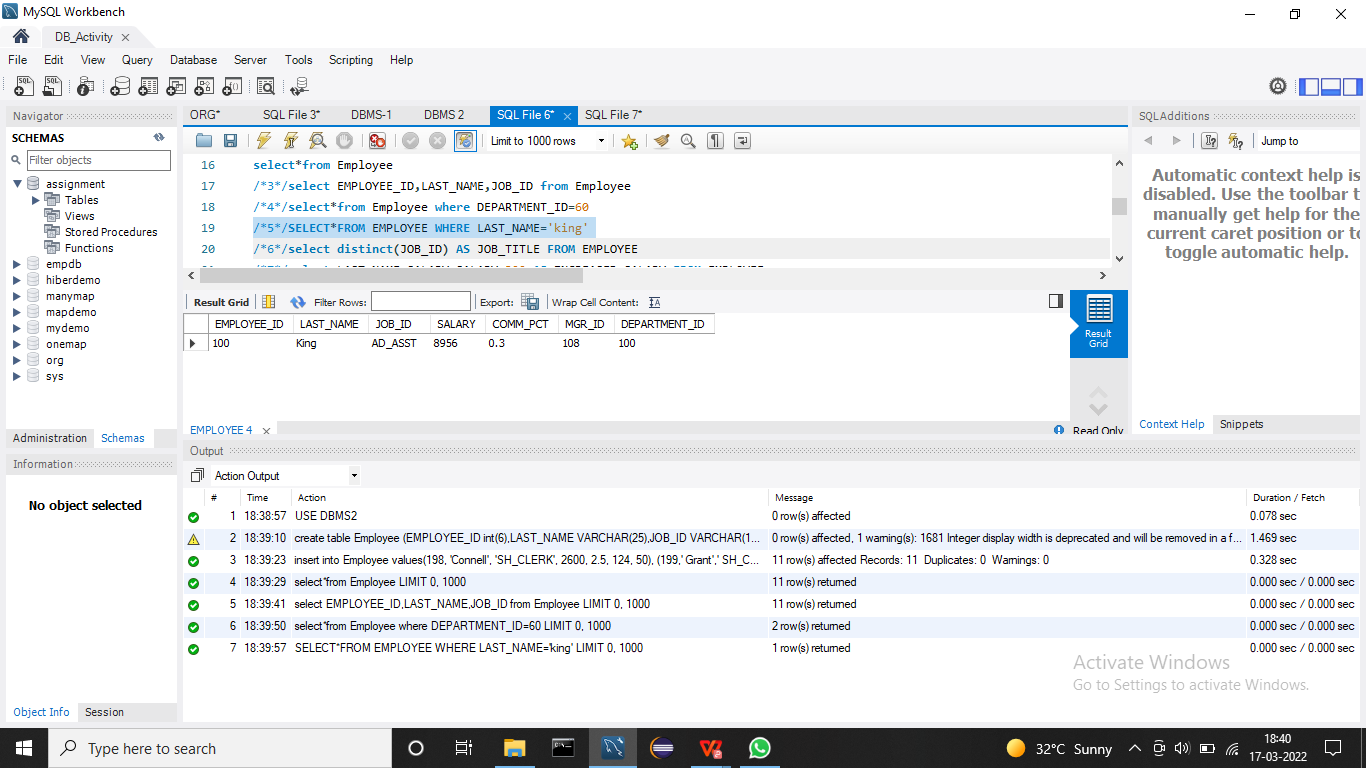 MySQL Workbench
DB_Activity
File Edit View Query Database Server Tools Scripting Help
Navigator
SCHEMAS
Filter objects
assignment
Tables
Views
Stored Procedures
Functions
empdb
hiberdemo
manymap
mapdemo
mydemo
onemap
org
sys
Administration Schemas
Information
No object selected
Object Info Session
ORG* SQL File 3* DBMS-1 DBMS 2 SQL File 6* SQL File 7*
Limit to 1000 rows
16 select*from Employee
17 /*3*/select EMPLOYEE_ID,LAST_NAME,JOB_ID from Employee
18 /*4*/select*from Employee where DEPARTMENT_ID=60
19 /*5*/SELECT*FROM EMPLOYEE WHERE LAST_NAME='king'
20 /*6*/select distinct(JOB_ID) AS JOB_TITLE FROM EMPLOYEE
Result Grid Filter Rows: Export: Wrap Cell Content: IA
EMPLOYEE_ID LAST_NAME JOB_ID SALARY COMM_PCT MGR_ID DEPARTMENT_ID
100 King AD_ASST 8956 0.3 108 100
Result
Grid
EMPLOYEE 4
Read Only
SQLAdditions
Jump to
Automatic context help is
disabled. Use the toolbar t
manually get help for the
current caret position or to
toggle automatic help.
Context Help Snippets
Output
Action Output
# Time Action Message Duration / Fetch
1 18:38:57 USE DBMS2 0 row(s) affected 0.078 sec
2 18:39:10 create table Employee (EMPLOYEE_ID int(6),LAST_NAME VARCHAR(25),JOB_ID VARCHAR(1... 0 row(s) affected, 1 warning(s): 1681 Integer display width is deprecated and will be removed in a f... 1.469 sec
3 18:39:23 insert into Employee values(198, 'Connell', 'SH_CLERK', 2600, 2.5, 124, 50), (199,' Grant',' SH_C... 11 row(s) affected Records: 11 Duplicates: 0 Warnings: 0 0.328 sec
4 18:39:29 select*from Employee LIMIT 0, 1000 11 row(s) returned 0.000 sec / 0.000 sec
5 18:39:41 select EMPLOYEE_ID,LAST_NAME,JOB_ID from Employee LIMIT 0, 1000 11 row(s) returned 0.000 sec / 0.000 sec
6 18:39:50 select*from Employee where DEPARTMENT_ID=60 LIMIT 0, 1000 2 row(s) returned 0.000 sec / 0.000 sec
7 18:39:57 SELECT*FROM EMPLOYEE WHERE LAST_NAME='king' LIMIT 0, 1000 1 row(s) returned 0.000 sec / 0.000 sec
Activate Windows
Go to Settings to activate Windows.
Type here to search
32°C Sunny
18:40
17-03-2022